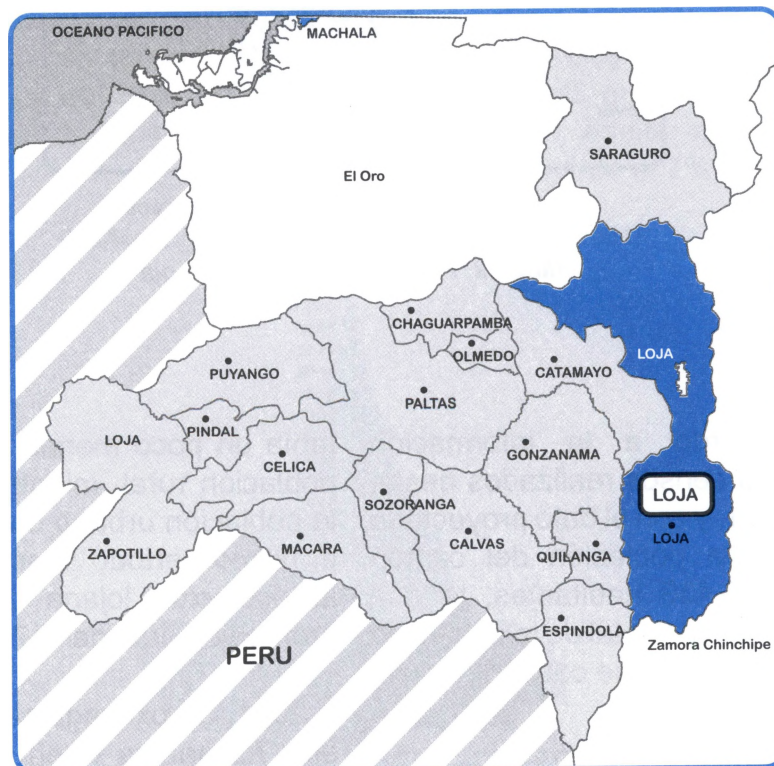 OCEANO PACIFICO
MACHALA
SARAGURO
El Oro
CHAGUARPAMBA
OLMEDO
LOJA
CATAMAYO
PUYANGO
PALTAS
PINDAL
LOJA
GONZANAMA
CELICA
SOZORANGA
LOJA
LOJA
ZAPOTILLO
MACARA
CALVAS
QUILANGA
ESPINDOLA
PERU
Zamora Chinchipe